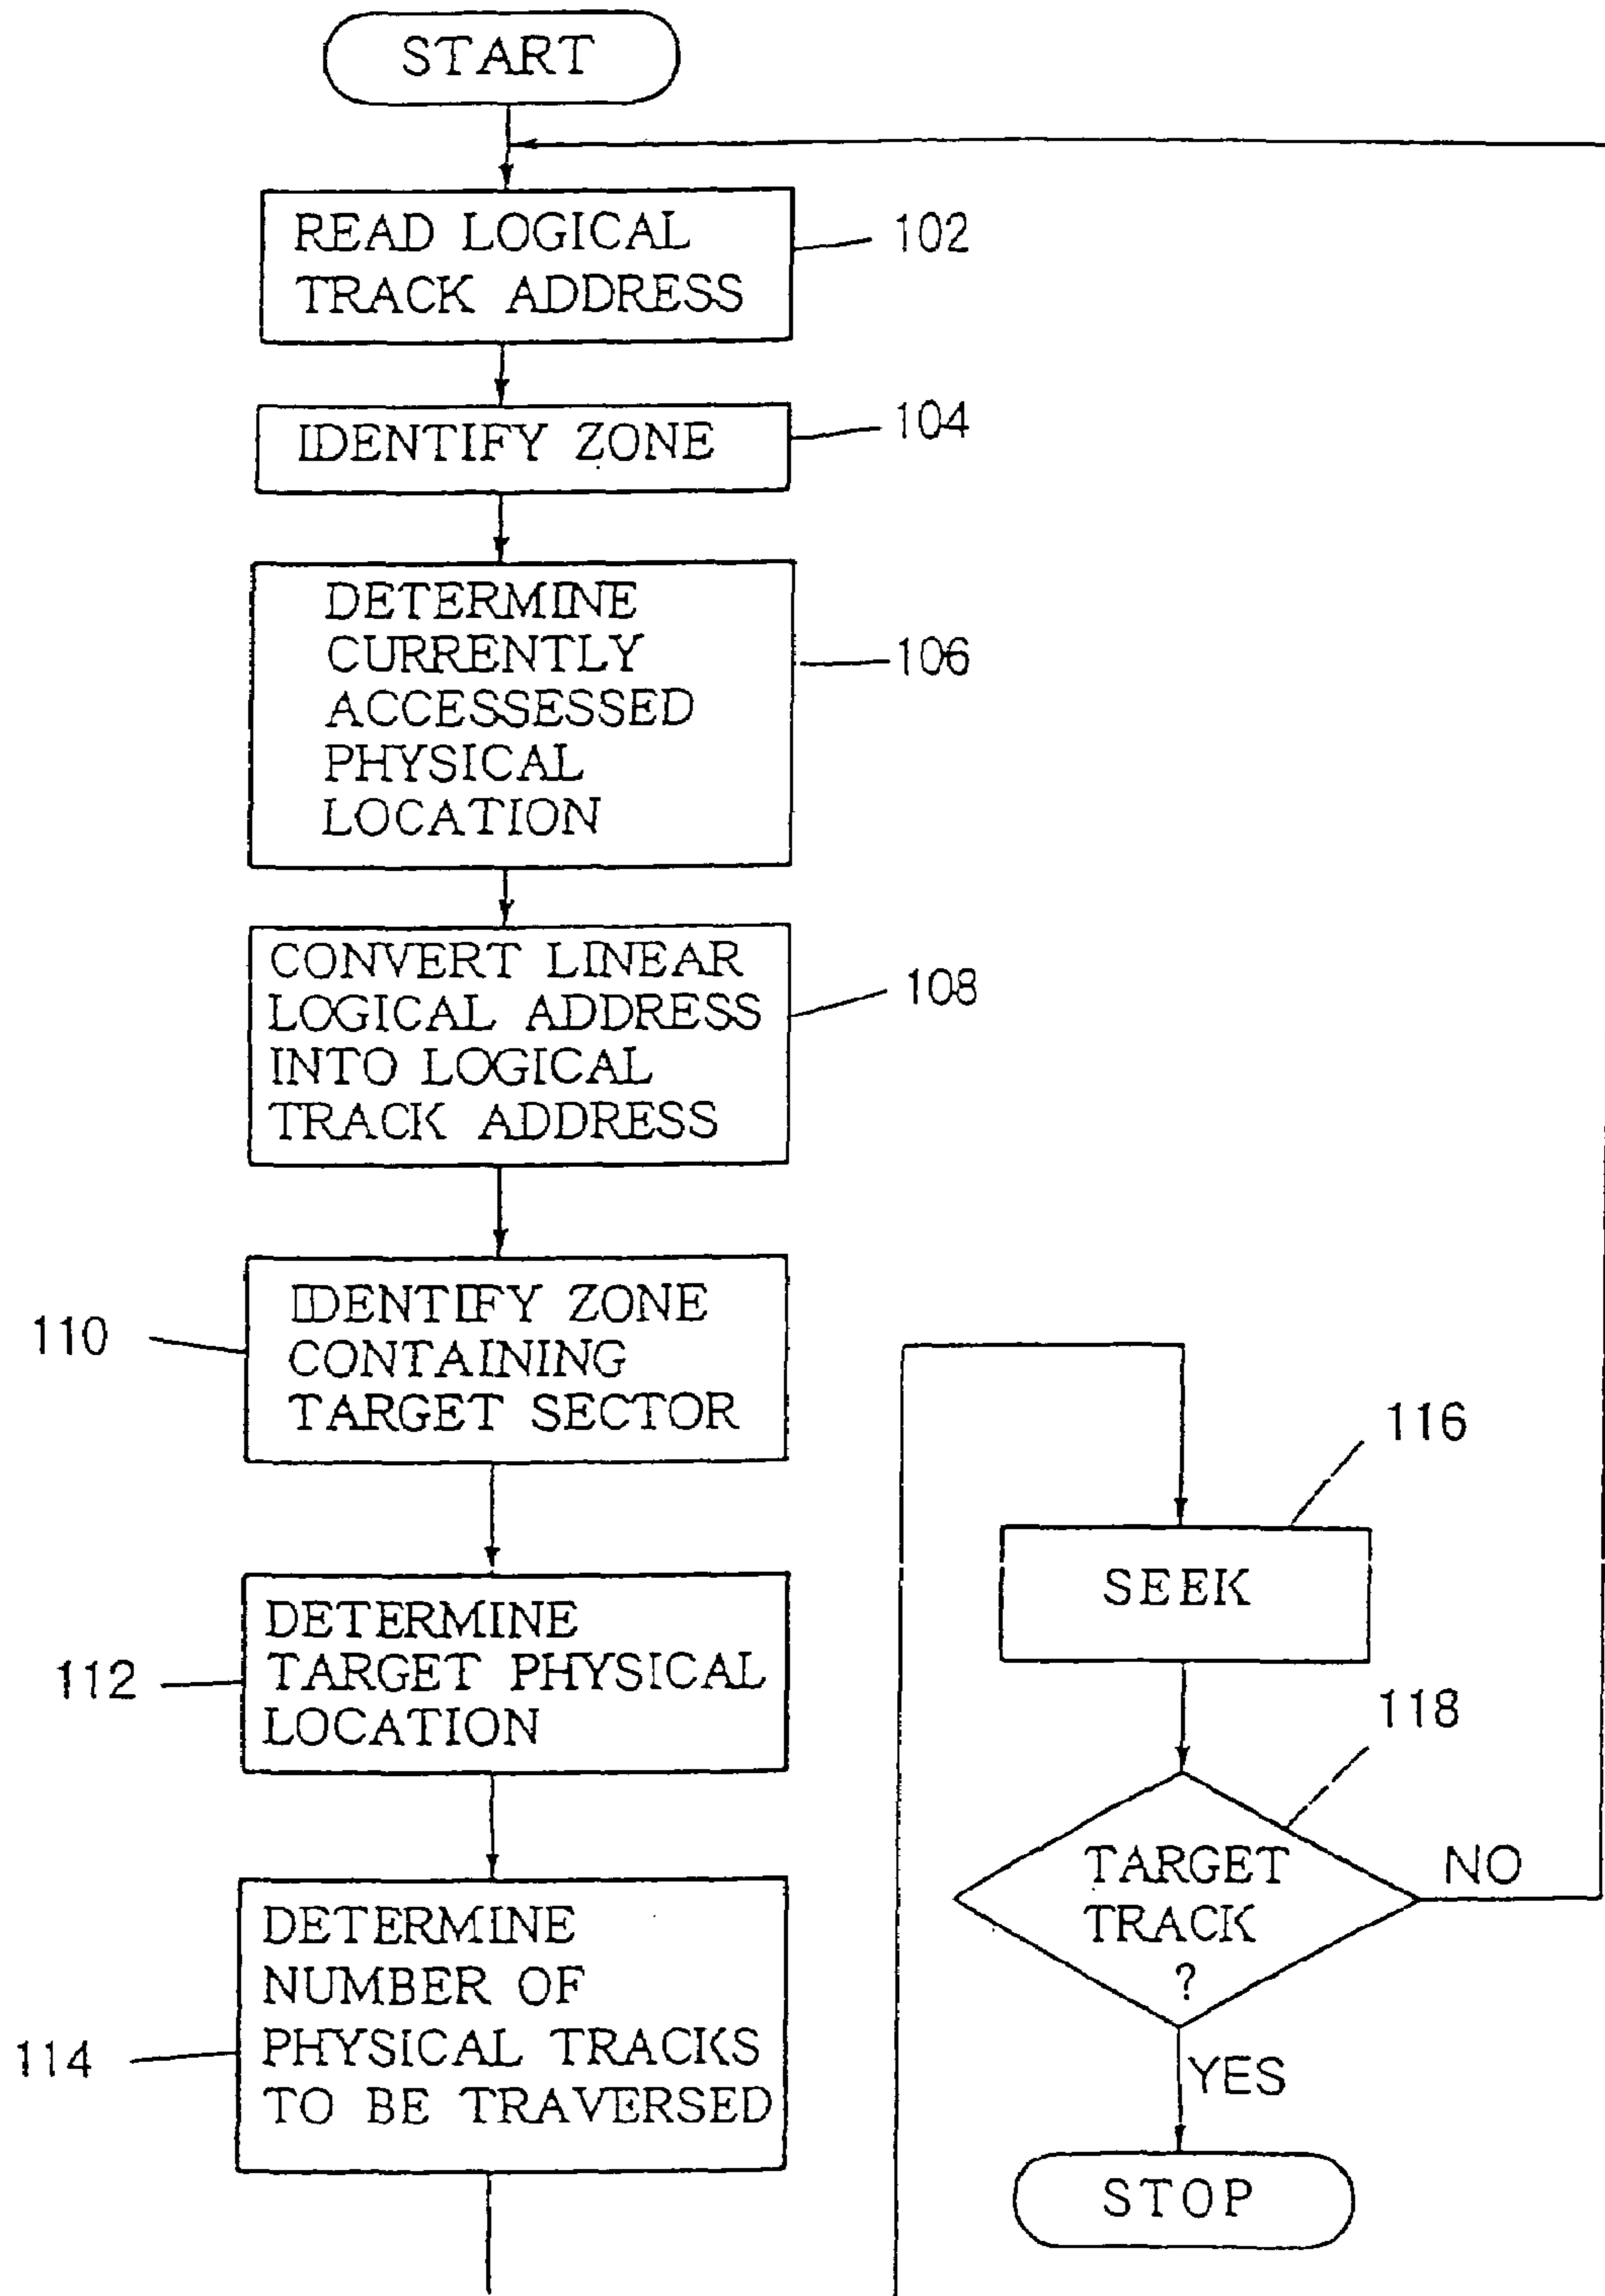 START
READ LOGICAL
TRACK ADDRESS
102
IDENTIFY ZONE
104
DETERMINE
CURRENTLY
ACCESSESSED
PHYSICAL
LOCATION
106
CONVERT LINEAR
LOGICAL ADDRESS
INTO LOGICAL
TRACK ADDRESS
108
110
IDENTIFY ZONE
CONTAINING
TARGET SECTOR
112
DETERMINE
TARGET PHYSICAL
LOCATION
114
DETERMINE
NUMBER OF
PHYSICAL TRACKS
TO BE TRAVERSED
116
SEEK
118
TARGET
TRACK
?
NO
YES
STOP